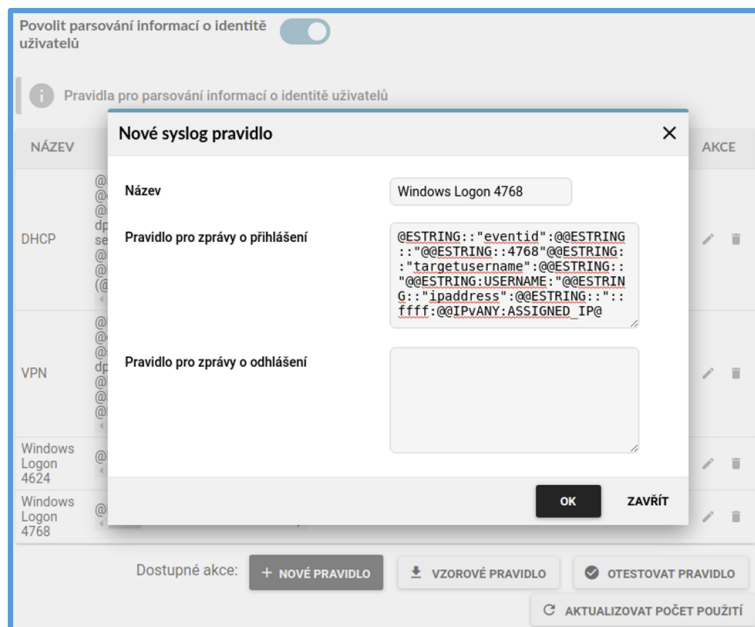 Povolit parsování informací o identitě
uživatelů
Pravidla pro parsování informací o identitě uživatelů
Nové syslog pravidlo
NÁZEV
AKCE
Název
Windows Logon 4768
Pravidlo pro zprávy o přihlášení
@ESTRING::"eventid":@@ESTRING
::"@@ESTRING::4768"@@ESTRING:
:"targetusername":@@ESTRING::
"@@ESTRING:USERNAME:"@@ESTRIN
G::"ipaddress":@@ESTRING::"::
ffff:@@IPvANY:ASSIGNED_IP@
Pravidlo pro zprávy o odhlášení
OK
ZAVŘÍT
DHCP
VPN
Windows
Logon
4624
Windows
Logon
4768
Dostupné akce:
+ NOVÉ PRAVIDLO
VZOROVÉ PRAVIDLO
OTESTOVAT PRAVIDLO
AKTUALIZOVAT POČET POUŽITÍ